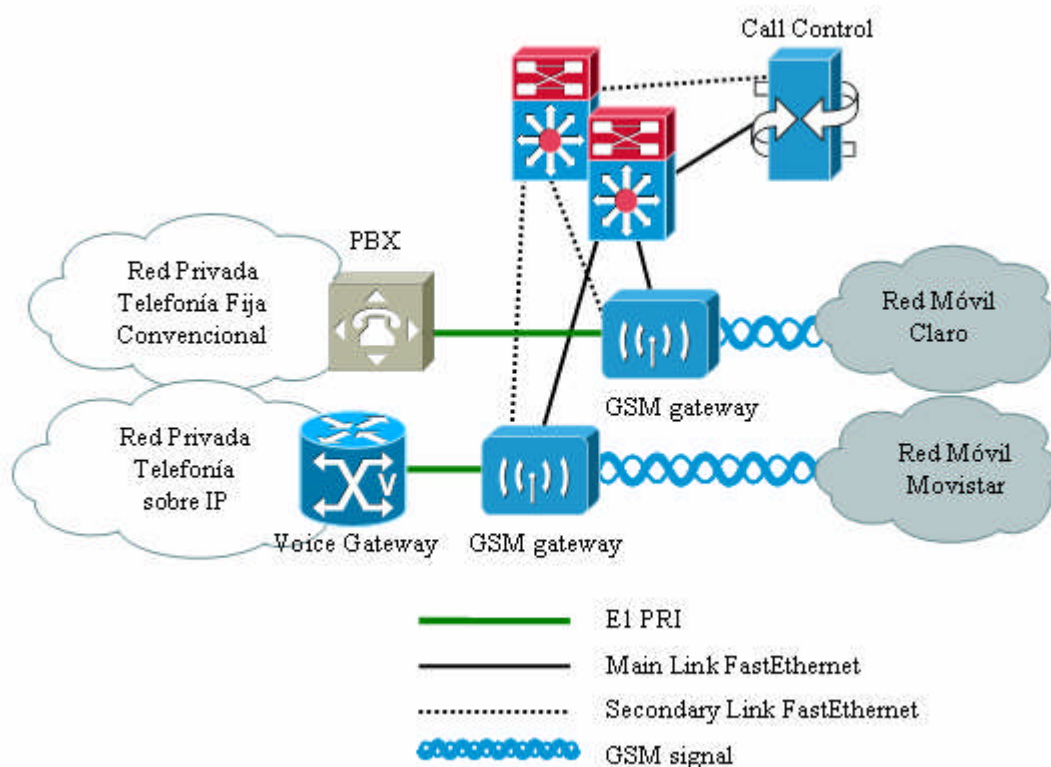 Call Control
PBX
Red Privada
Telefonía Fija
Convencional
Red Móvil
Claro
GSM gateway
Red Privada
Telefonía
sobre IP
V
Red Móvil
Movistar
Voice Gateway
GSM gateway
E1 PRI
Main Link FastEthernet
Secondary Link FastEthernet
GSM signal